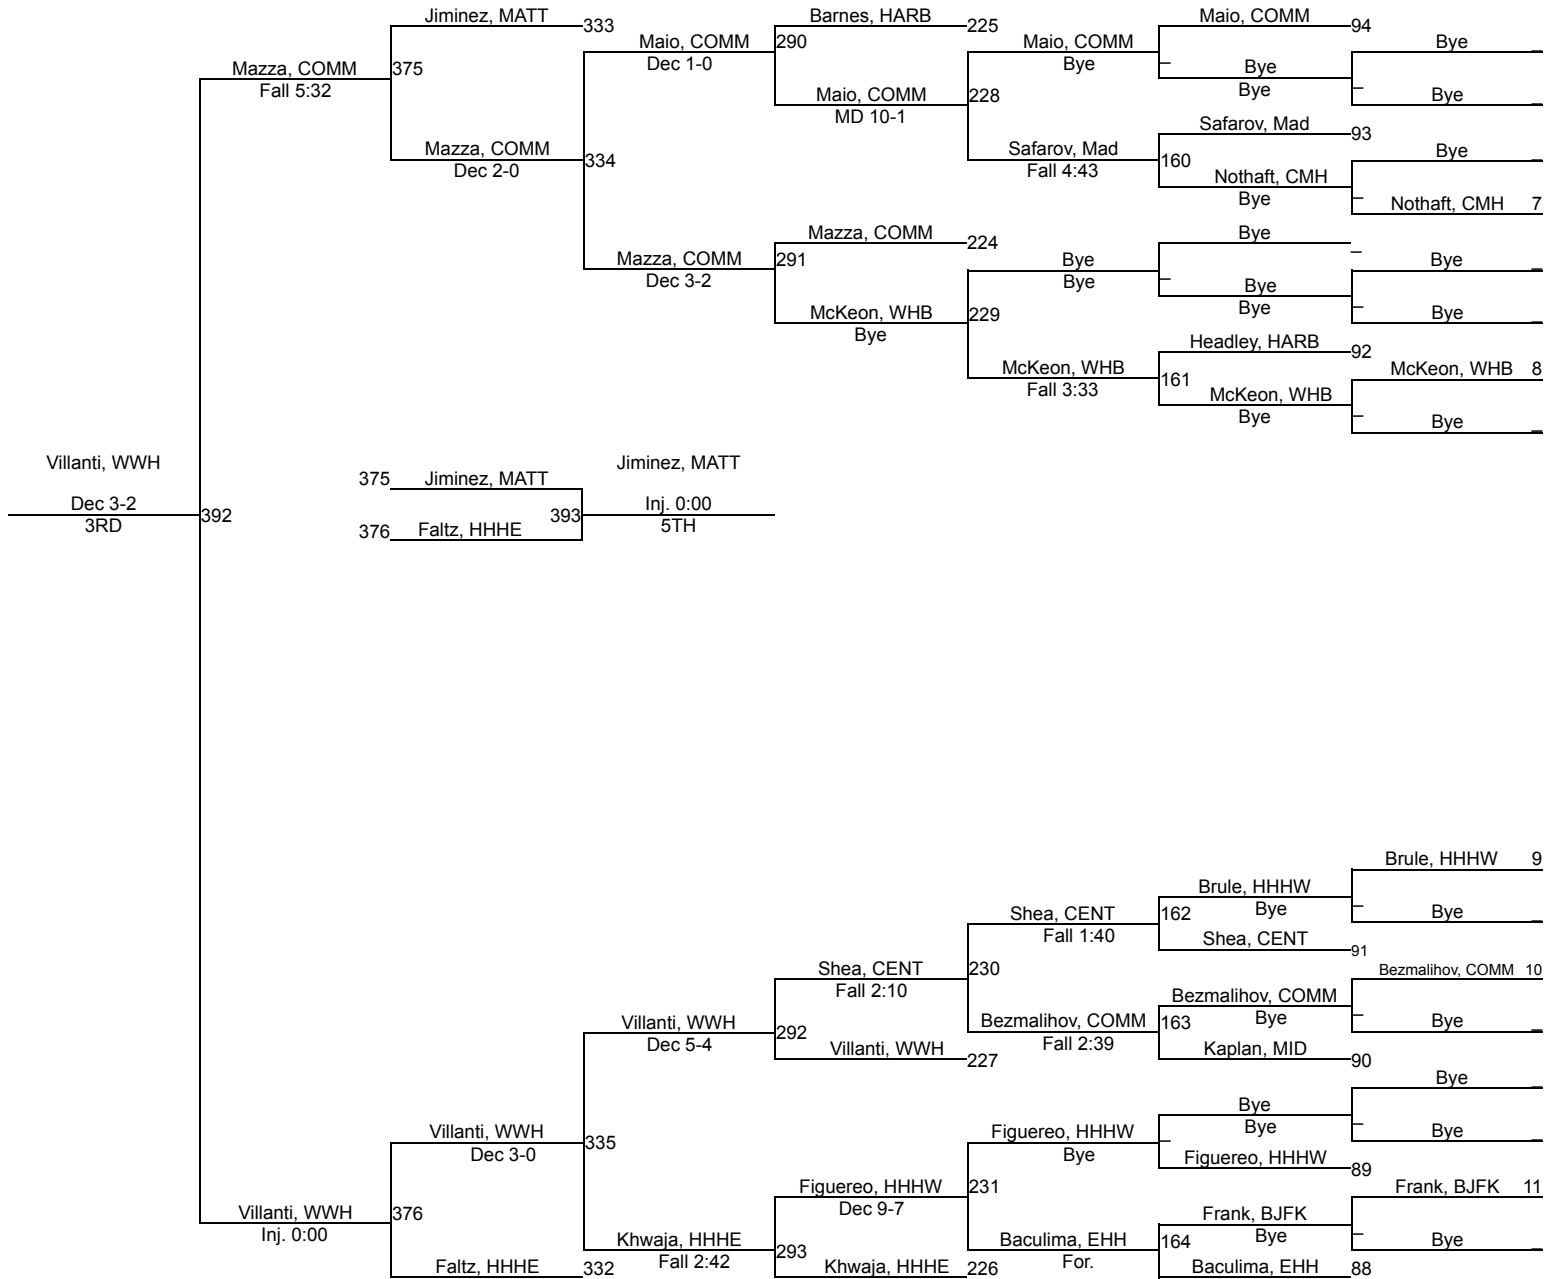 Jiminez, MATT 333
Barnes, HARB 225
Maio, COMM 94
Maio, COMM 290
Dec 1-0
Maio, COMM
Bye
Bye _
Mazza, COMM 375
Fall 5:32
_ Bye
Bye
Maio, COMM 228
MD 10-1
_ Bye _
Safarov, Mad 93
Mazza, COMM 334
Dec 2-0
Safarov, Mad 160
Fall 4:43
Bye _
Nothaft, CMH
Bye
_ Nothaft, CMH 7
Mazza, COMM 224
Bye _
Mazza, COMM 291
Dec 3-2
Bye
Bye
Bye _
_ Bye
Bye
McKeon, WHB 229
Bye
Bye _
Headley, HARB 92
McKeon, WHB 161
Fall 3:33
McKeon, WHB 8
McKeon, WHB
Bye
_ Bye _
Villanti, WWH
Jiminez, MATT
375 Jiminez, MATT
Dec 3-2
3RD
392
393
Inj. 0:00
5TH
376 Faltz, HHHE
Brule, HHHW 9
Brule, HHHW
Bye
_ Bye _
Shea, CENT 162
Fall 1:40
Shea, CENT 91
Shea, CENT 230
Fall 2:10
Bezmalihov, COMM 10
Bezmalihov, COMM
Bye
_ Bye _
Villanti, WWH 292
Dec 5-4
Bezmalihov, COMM 163
Fall 2:39
Villanti, WWH 227
Kaplan, MID 90
Bye _
Bye
Bye
_ Bye _
Villanti, WWH 335
Dec 3-0
Figuereo, HHHW _
Bye
Figuereo, HHHW 89
Figuereo, HHHW 231
Dec 9-7
Frank, BJFK 11
Villanti, WWH 376
Inj. 0:00
Frank, BJFK
Bye
_ Bye _
Khwaja, HHHE 293
Fall 2:42
Baculima, EHH 164
For.
Faltz, HHHE 332
Khwaja, HHHE 226
Baculima, EHH 88